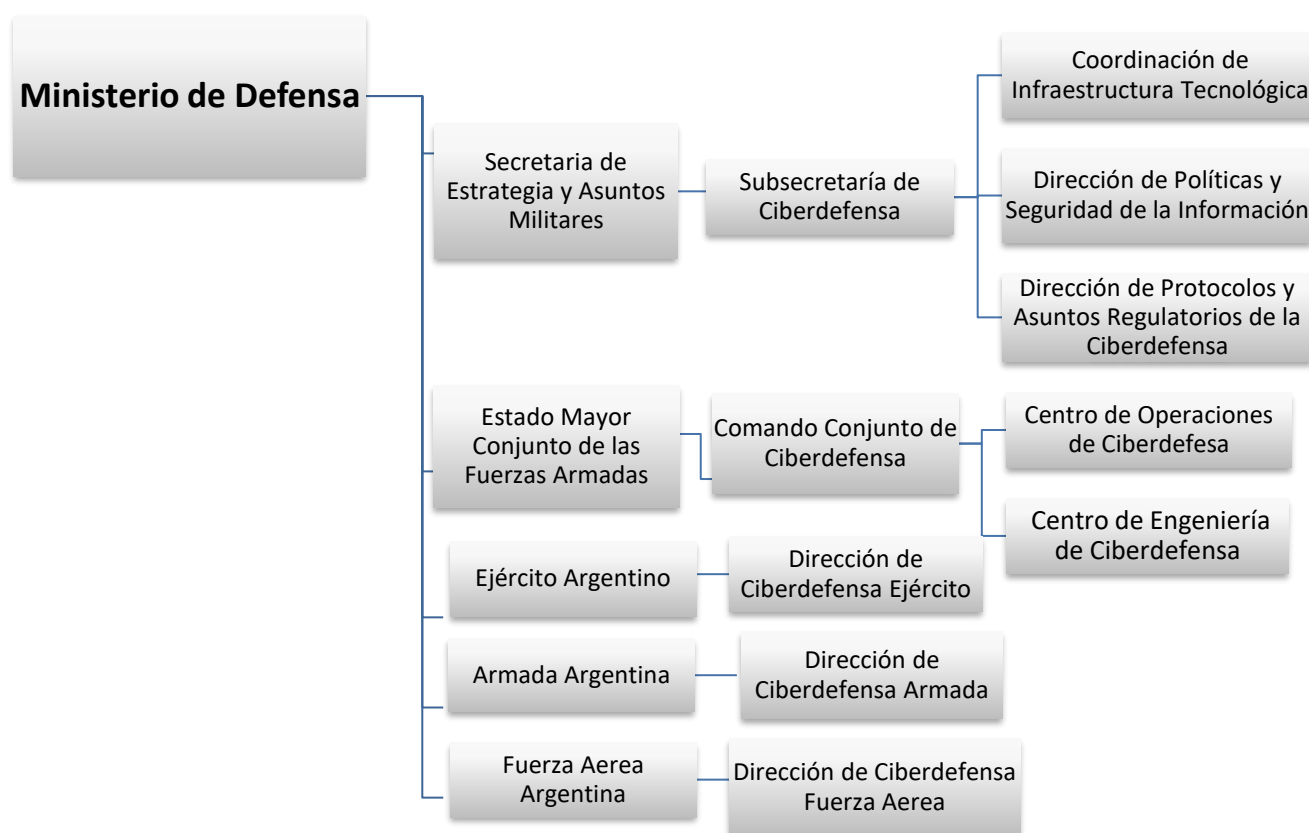 Ministerio de Defensa
Secretaria de
Estrategia y Asuntos
Militares
Subsecretaría de
Ciberdefensa
Coordinación de
Infraestructura Tecnológica
Dirección de Políticas y
Seguridad de la Información
Dirección de Protocolos y
Asuntos Regulatorios de la
Ciberdefensa
Estado Mayor
Conjunto de las
Fuerzas Armadas
Comando Conjunto de
Ciberdefensa
Centro de Operaciones
de Ciberdefesa
Centro de Engeniería
de Ciberdefensa
Ejército Argentino
Dirección de
Ciberdefensa Ejército
Armada Argentina
Dirección de
Ciberdefensa Armada
Fuerza Aerea
Argentina
Dirección de Ciberdefensa
Fuerza Aerea